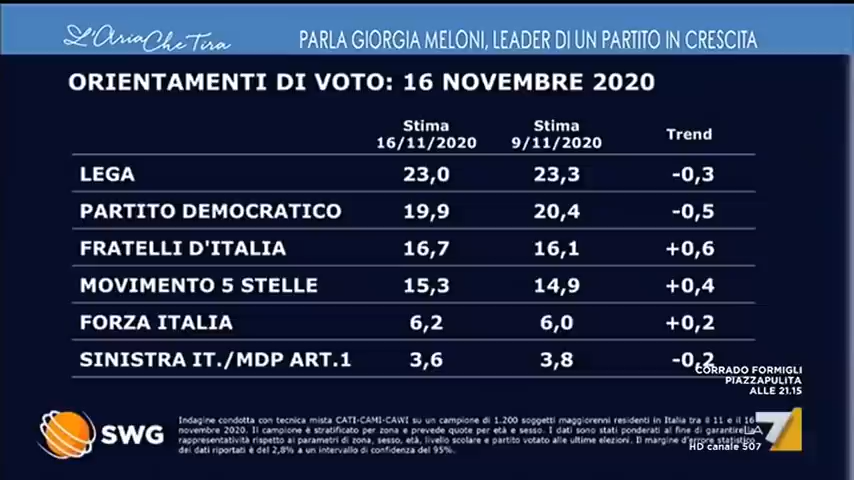 L'Aria Che Tira
PARLA GIORGIA MELONI, LEADER DI UN PARTITO IN CRESCITA
ORIENTAMENTI DI VOTO: 16 NOVEMBRE 2020
Stima 16/11/2020 Stima 9/11/2020 Trend
LEGA 23,0 23,3 -0,3
PARTITO DEMOCRATICO 19,9 20,4 -0,5
FRATELLI D'ITALIA 16,7 16,1 +0,6
MOVIMENTO 5 STELLE 15,3 14,9 +0,4
FORZA ITALIA 6,2 6,0 +0,2
SINISTRA IT./MDP ART.1 3,6 3,8 -0,2
CORRADO FORMIGLI
PIAZZAPULITA
ALLE 21.15
SWG
Indagine condotta con tecnica mista CATI-CAMI-CAWI su un campione di 1.200 soggetti maggiorenni residenti in Italia tra il 11 e il 16
novembre 2020. Il campione è stratificato per zona e prevede quote per età e sesso. I dati sono stati ponderati al fine di garantire la
rappresentatività rispetto ai parametri di zona, sesso, età, livello scolare e partito votato alle ultime elezioni. Il margine d'errore statistico
dei dati riportati è del 2,8% a un intervallo di confidenza del 95%.
LA7
HD canale 507